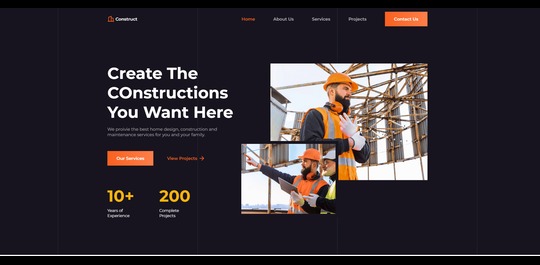 Construct
Home
About Us
Services
Projects
Contact Us
Create The
COnstructions
You Want Here
We provie the best home design, construction and
maintenance services for you and your family.
Our Services
View Projects →
10+
200
Years of
Experience
Complete
Projects